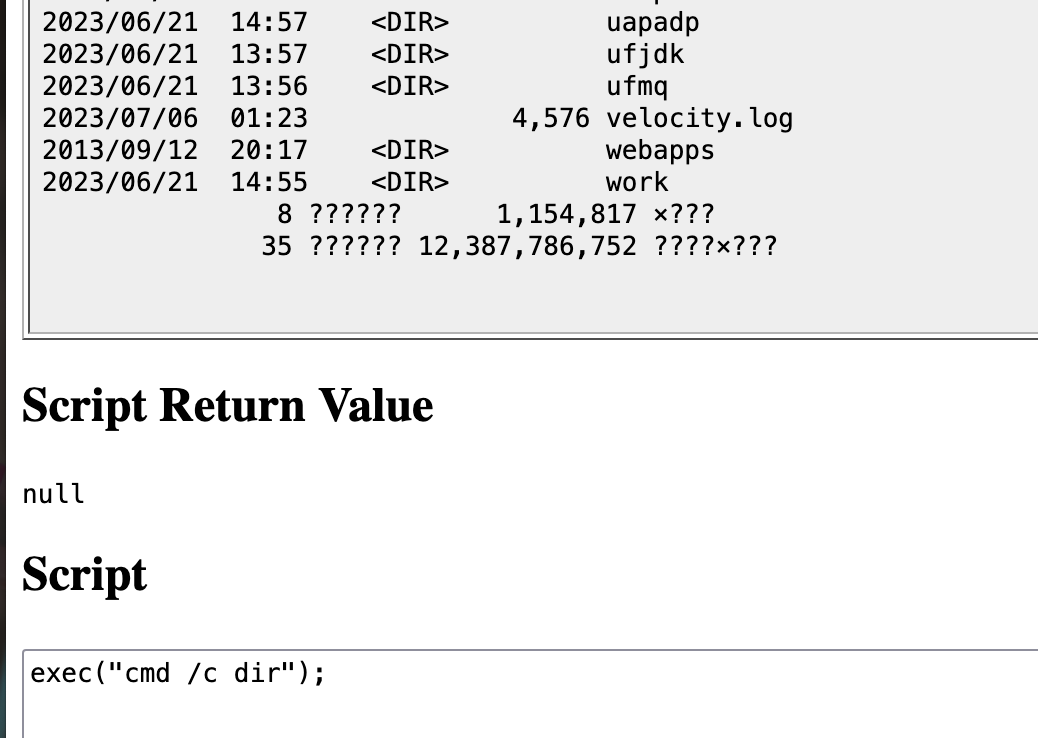 2023/06/21  14:57    <DIR>          uapadp
2023/06/21  13:57    <DIR>          ufjdk
2023/06/21  13:56    <DIR>          ufmq
2023/07/06  01:23             4,576 velocity.log
2013/09/12  20:17    <DIR>          webapps
2023/06/21  14:55    <DIR>          work
               8 ??????      1,154,817 ×???
              35 ?????? 12,387,786,752 ????×???
Script Return Value
null
Script
exec("cmd /c dir");